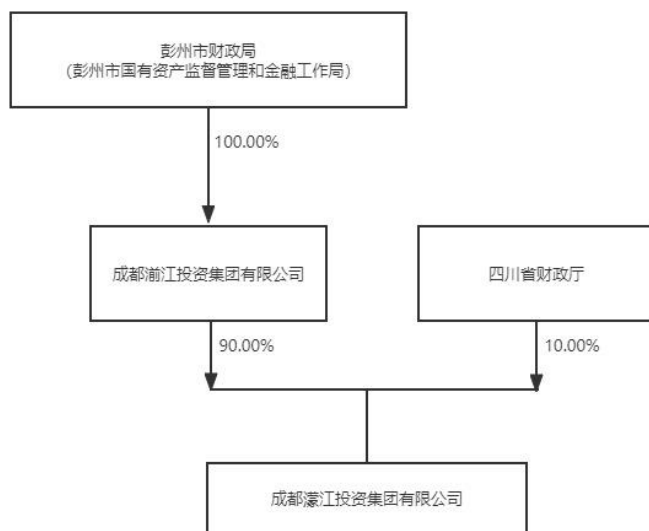 彭州市财政局
（彭州市国有资产监督管理和金融工作局）
100.00%
成都湔江投资集团有限公司
四川省财政厅
90.00%
10.00%
成都濛江投资集团有限公司